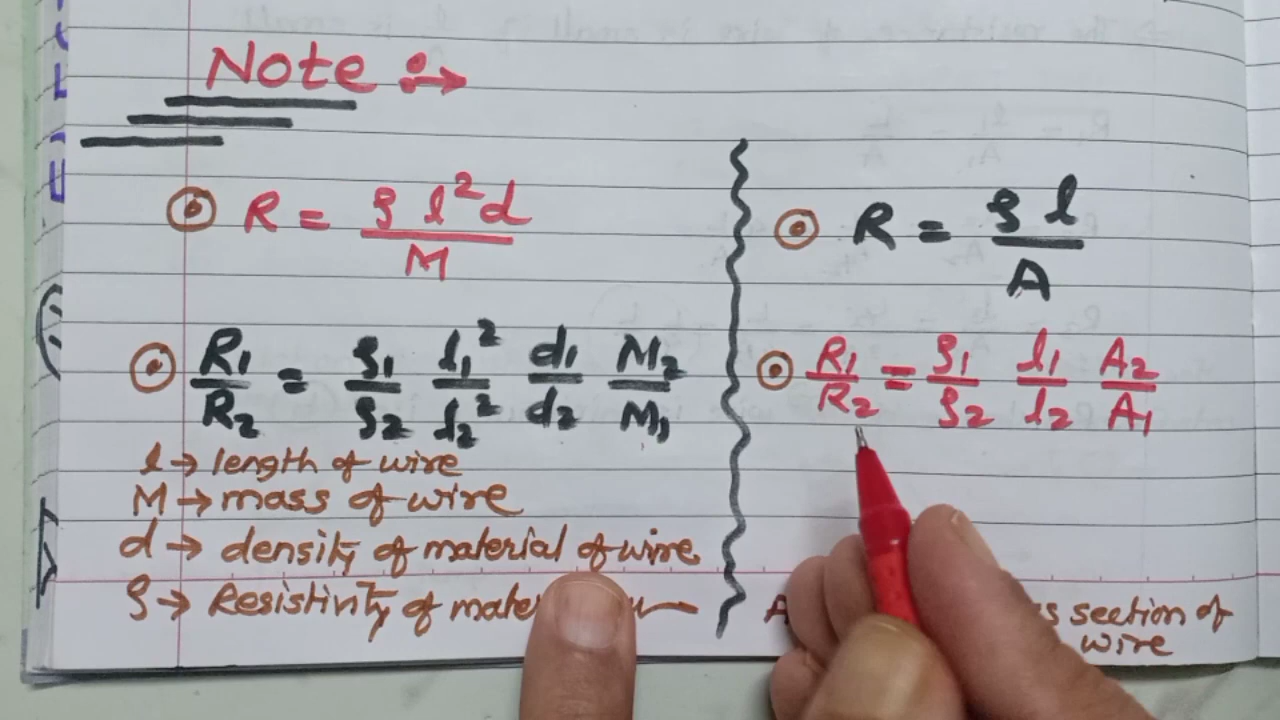 Note :→
R = ρ l² d / M
R₁/R₂ = ρ₁/ρ₂ l₁²/l₂² d₁/d₂ M₂/M₁
l → length of wire
M → mass of wire
d → density of material of wire
ρ → Resistivity of
R = ρ l / A
R₁/R₂ = ρ₁/ρ₂ l₁/l₂ A₂/A₁
A section of
wire